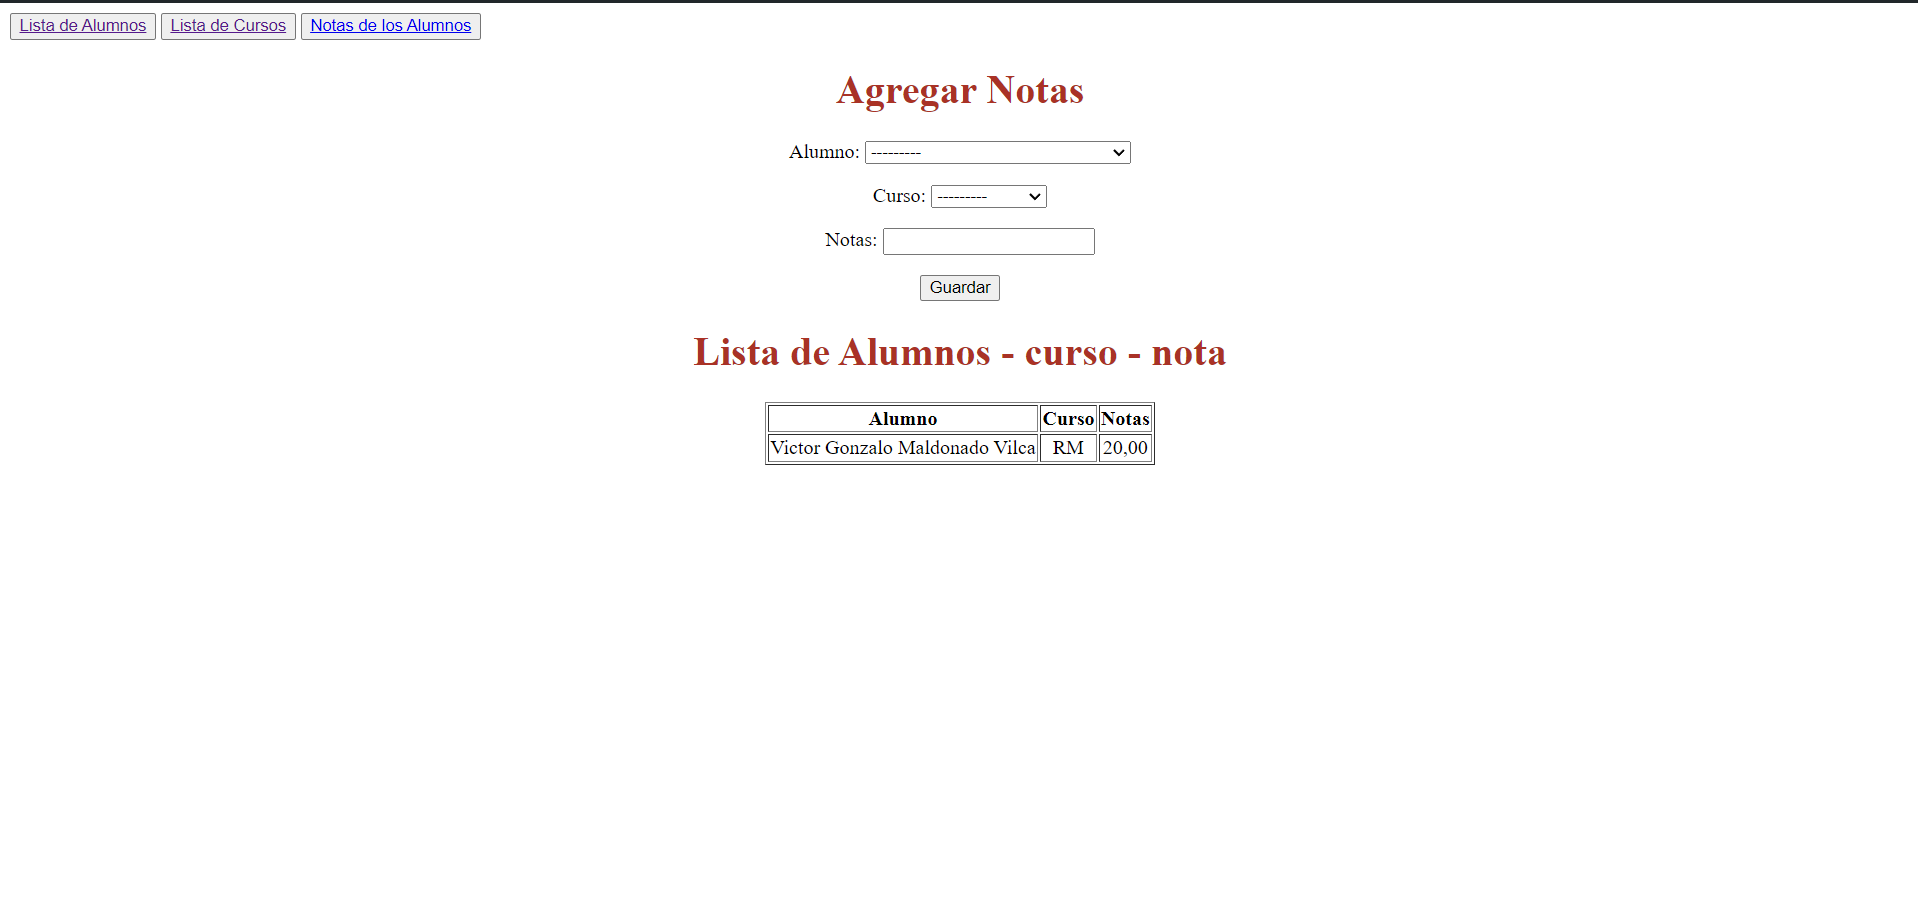 Lista de Alumnos Lista de Cursos Notas de los Alumnos
Agregar Notas
Alumno: ---------
Curso: ---------
Notas:
Guardar
Lista de Alumnos - curso - nota
Alumno Curso Notas
Victor Gonzalo Maldonado Vilca RM 20,00